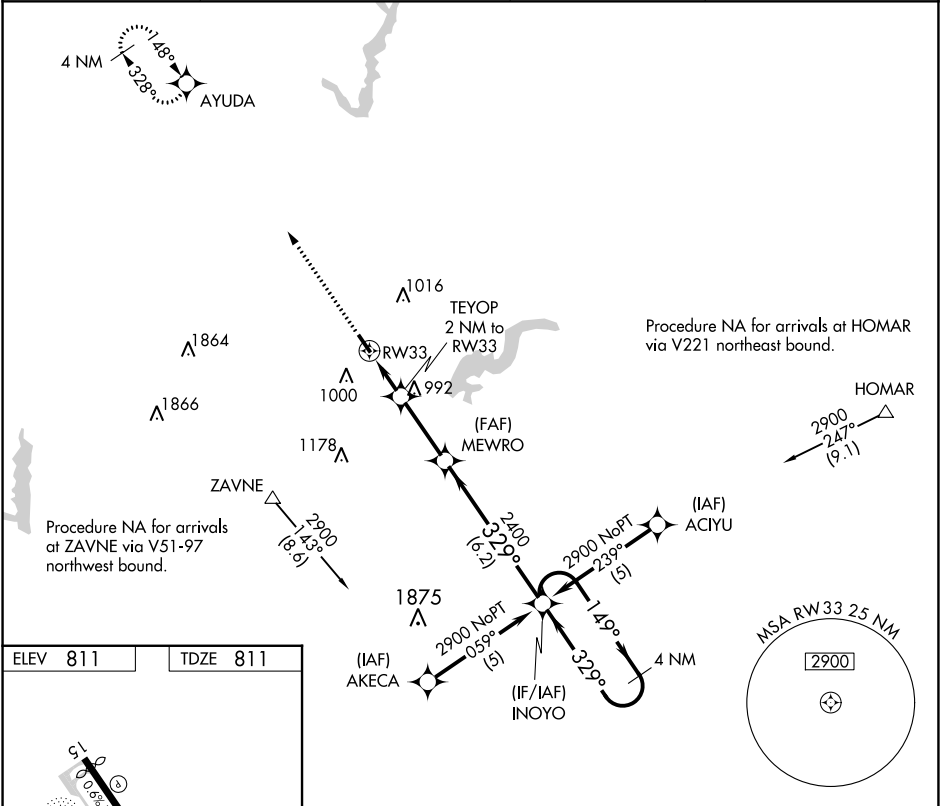 4 NM
148°
328°
AYUDA
1016
TEYOP
2 NM to
RW33
RW33
1864
1000
992
1866
Procedure NA for arrivals at HOMAR
via V221 northeast bound.
HOMAR
2900
247°
(9.1)
(FAF)
MEWRO
1178
ZAVNE
2900
143°
(8.6)
Procedure NA for arrivals
at ZAVNE via V51-97
northwest bound.
2400
329°
(6.2)
(IAF)
ACIYU
2900 NoPT
239°
(5)
1875
2900 NoPT
059°
(5)
(IAF)
AKECA
149°
329°
4 NM
(IF/IAF)
INOYO
MSA RW33 25 NM
2900
ELEV 811
TDZE 811
15
0.6%
P